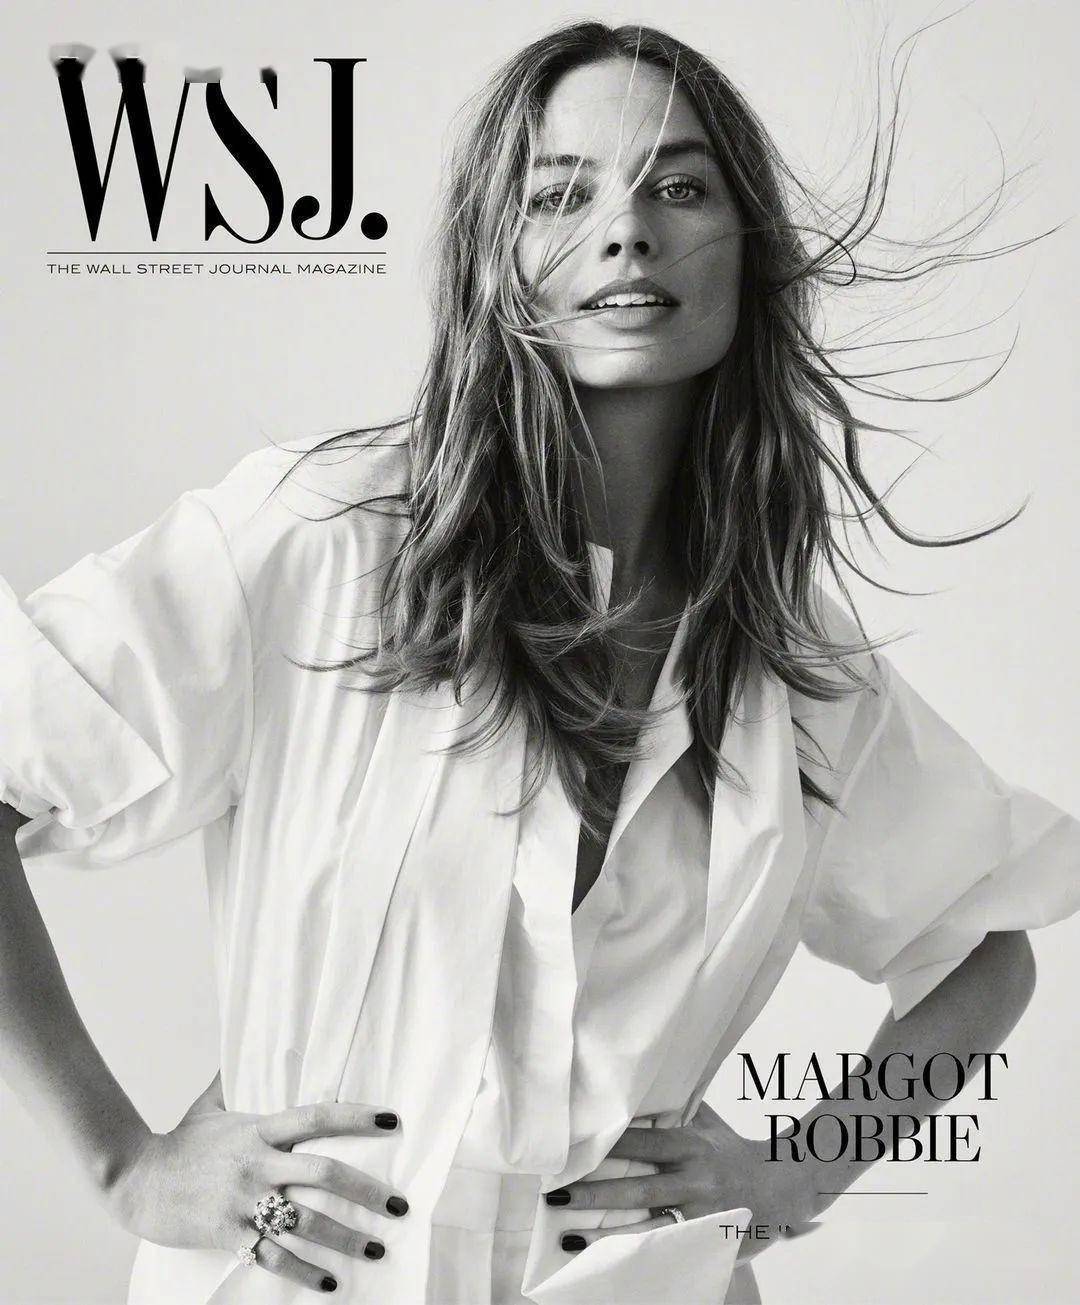 WSJ.
THE WALL STREET JOURNAL MAGAZINE
MARGOT
ROBBIE
THE